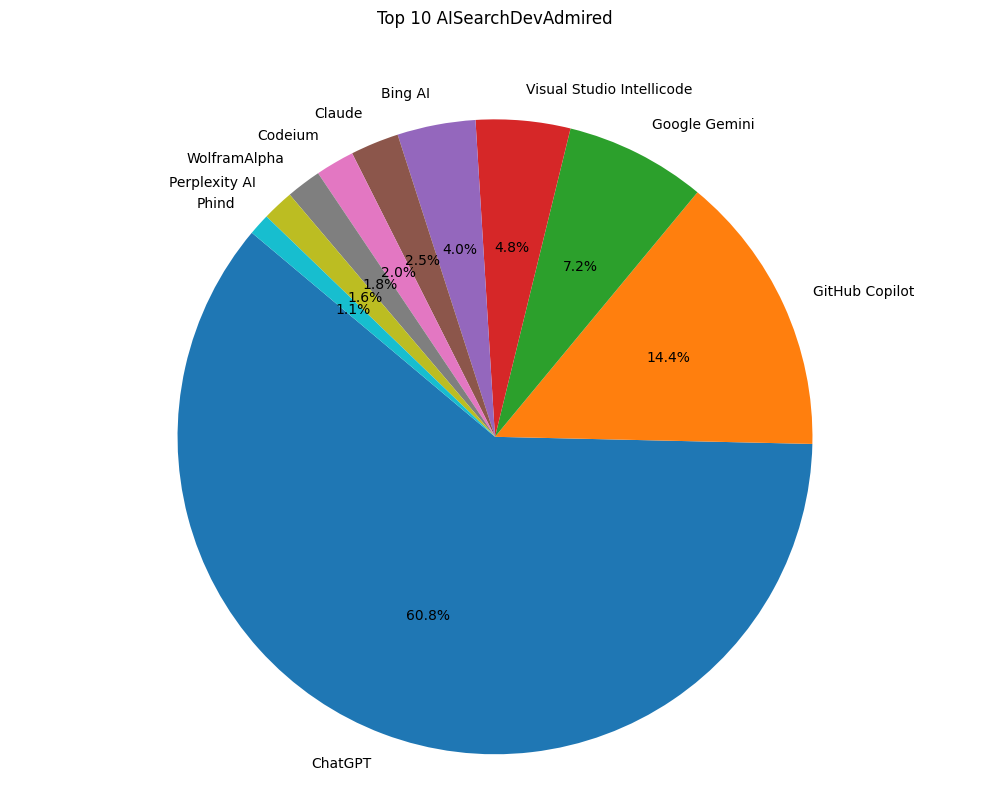 Top 10 AISearchDevAdmired
Visual Studio Intellicode
Bing AI
Claude
Google Gemini
Codeium
WolframAlpha
Perplexity AI
Phind
GitHub Copilot
ChatGPT
4.8%
4.0%
2.5%
7.2%
2.0%
1.8%
1.6%
1.1%
14.4%
60.8%